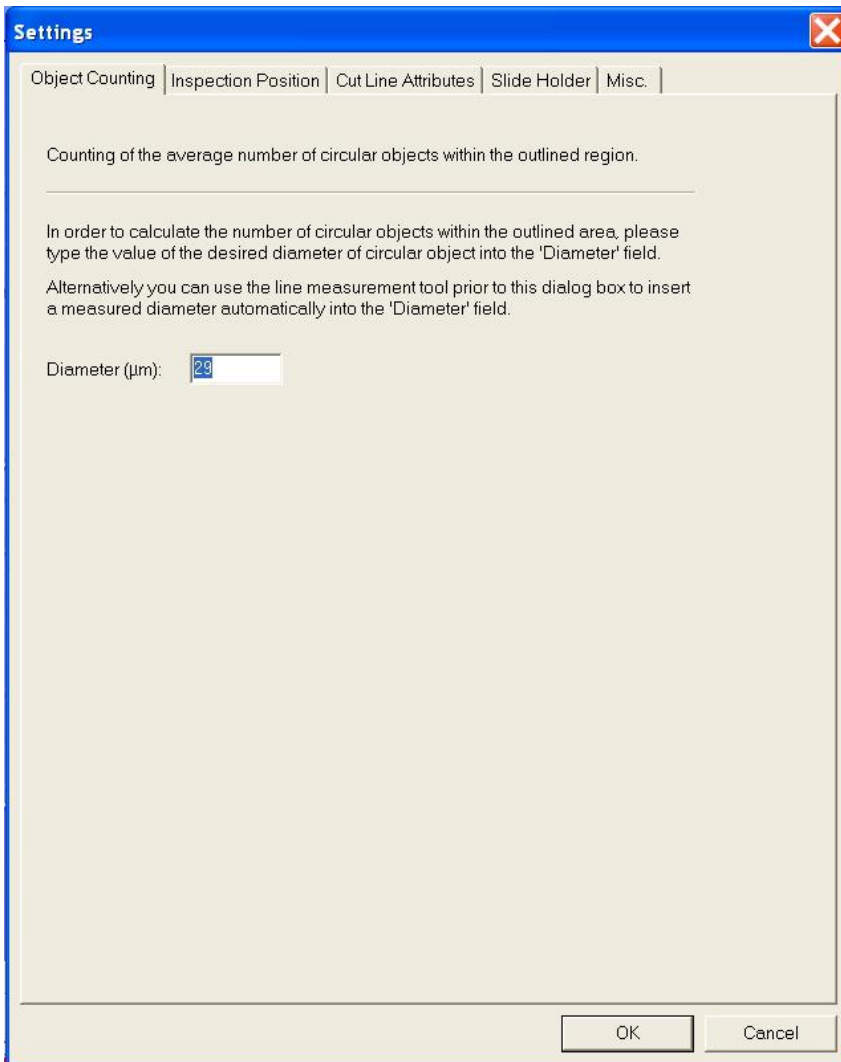 Settings
Object Counting Inspection Position Cut Line Attributes Slide Holder Misc.
Counting of the average number of circular objects within the outlined region.
In order to calculate the number of circular objects within the outlined area, please
type the value of the desired diameter of circular object into the 'Diameter' field.
Alternatively you can use the line measurement tool prior to this dialog box to insert
a measured diameter automatically into the 'Diameter' field.
Diameter (µm): 29
OK Cancel